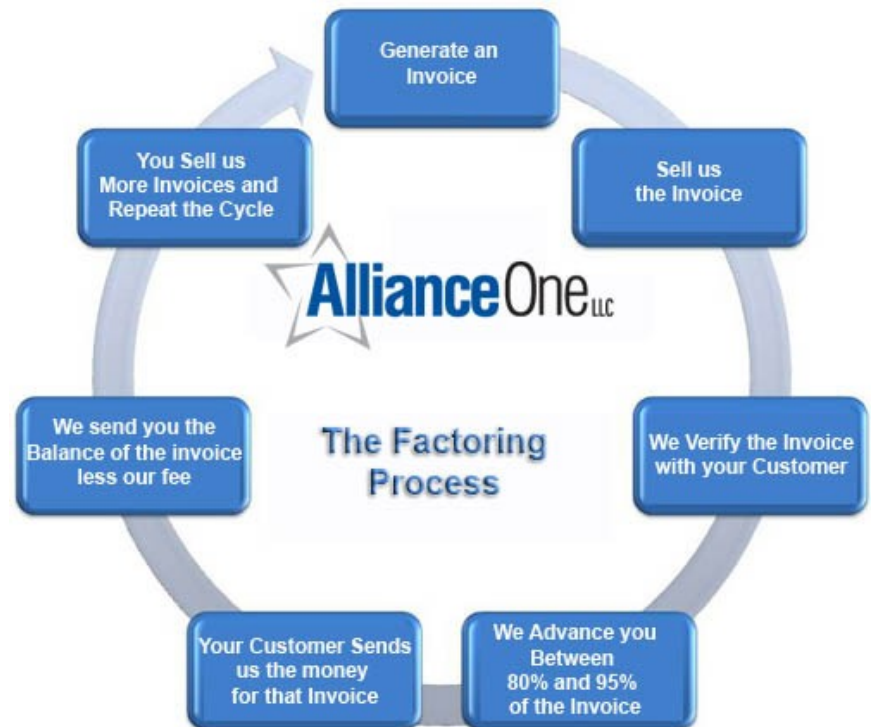 Generate an
Invoice
Sell us
the Invoice
We Verify the Invoice
with your Customer
We Advance you
Between
80% and 95%
of the Invoice
Your Customer Sends
us the money
for that Invoice
We send you the
Balance of the invoice
less our fee
You Sell us
More Invoices and
Repeat the Cycle
AllianceOne LLC
The Factoring
Process